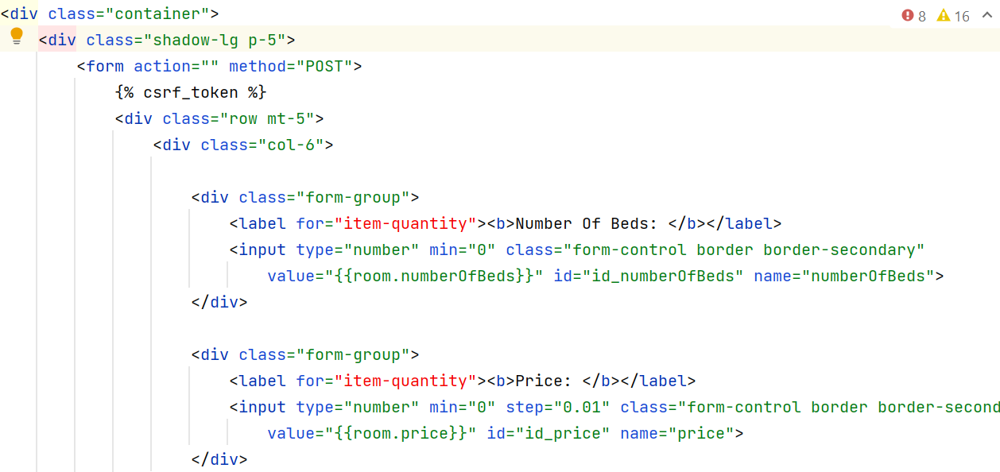 <div class="container">
8 16
<div class="shadow-lg p-5">
<form action="" method="POST">
{% csrf_token %}
<div class="row mt-5">
<div class="col-6">
<div class="form-group">
<label for="item-quantity"><b>Number Of Beds: </b></label>
<input type="number" min="0" class="form-control border border-secondary"
value="{{room.numberOfBeds}}" id="id_numberOfBeds" name="numberOfBeds">
</div>
<div class="form-group">
<label for="item-quantity"><b>Price: </b></label>
<input type="number" min="0" step="0.01" class="form-control border border-second
value="{{room.price}}" id="id_price" name="price">
</div>